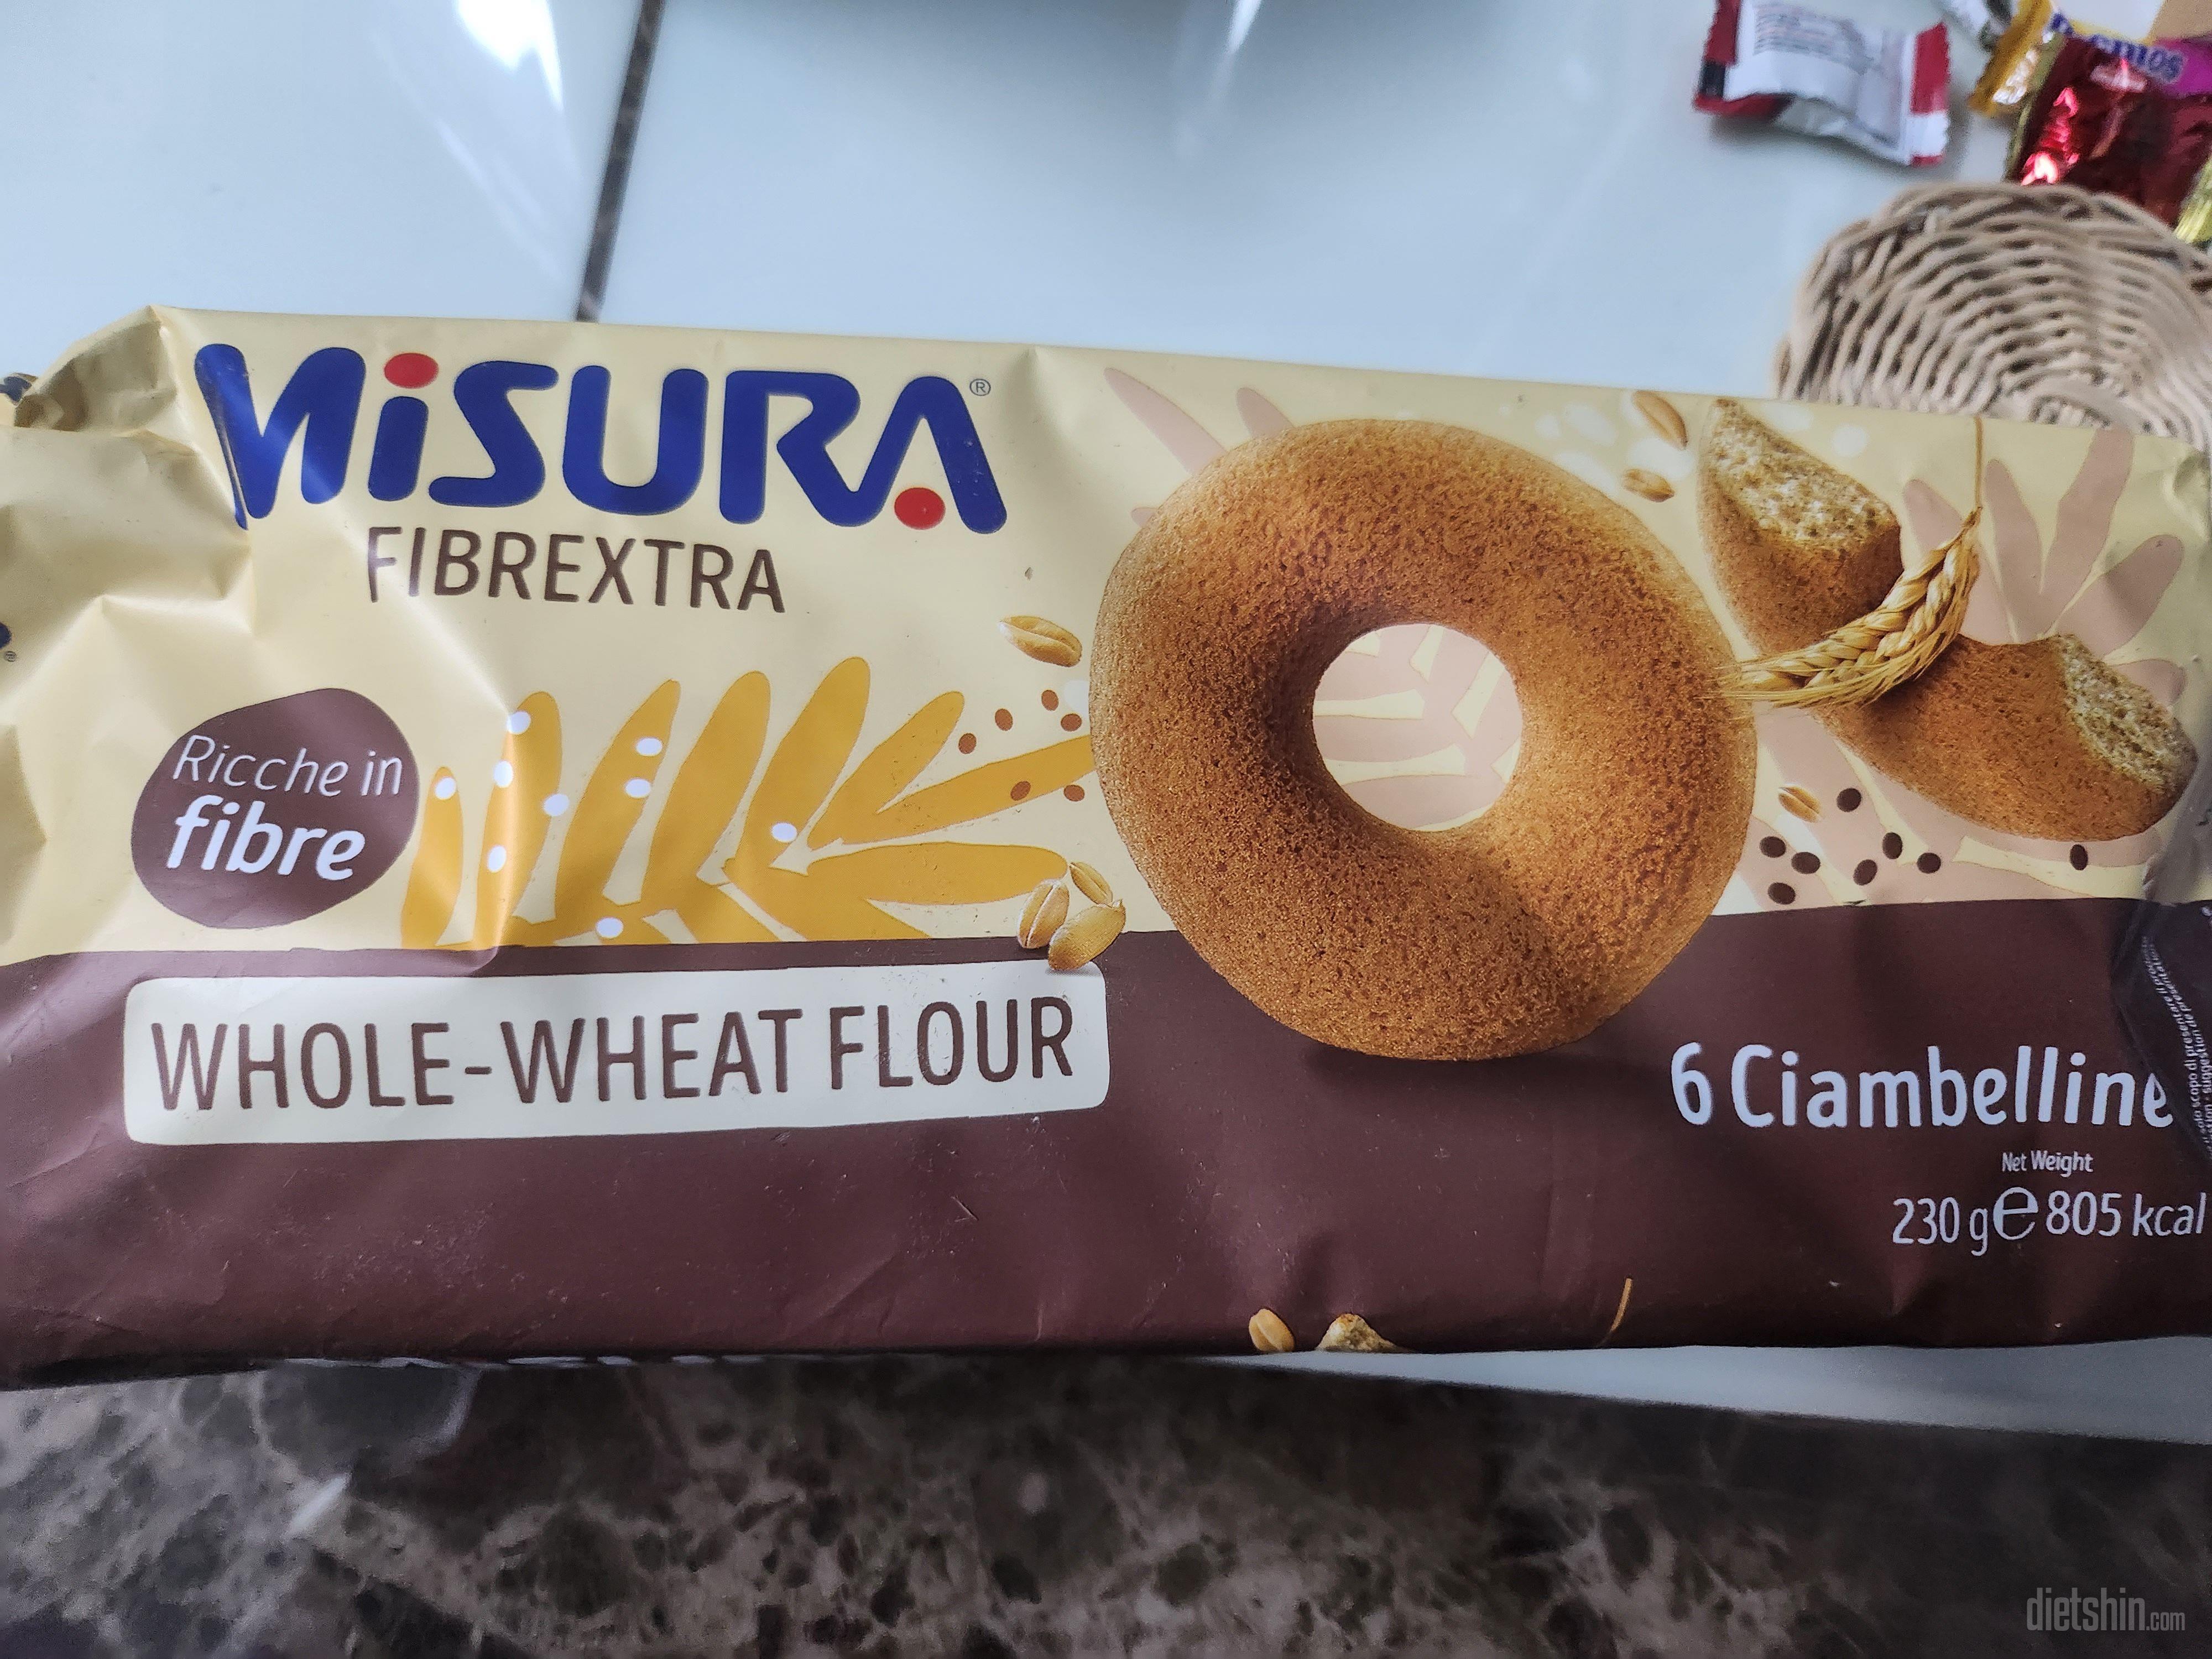 MiSURA®
FIBREXTRA
Ricche in
fibre
WHOLE-WHEAT FLOUR
6 Ciambelline
Net Weight
230 g e 805 kcal
dietshin.com